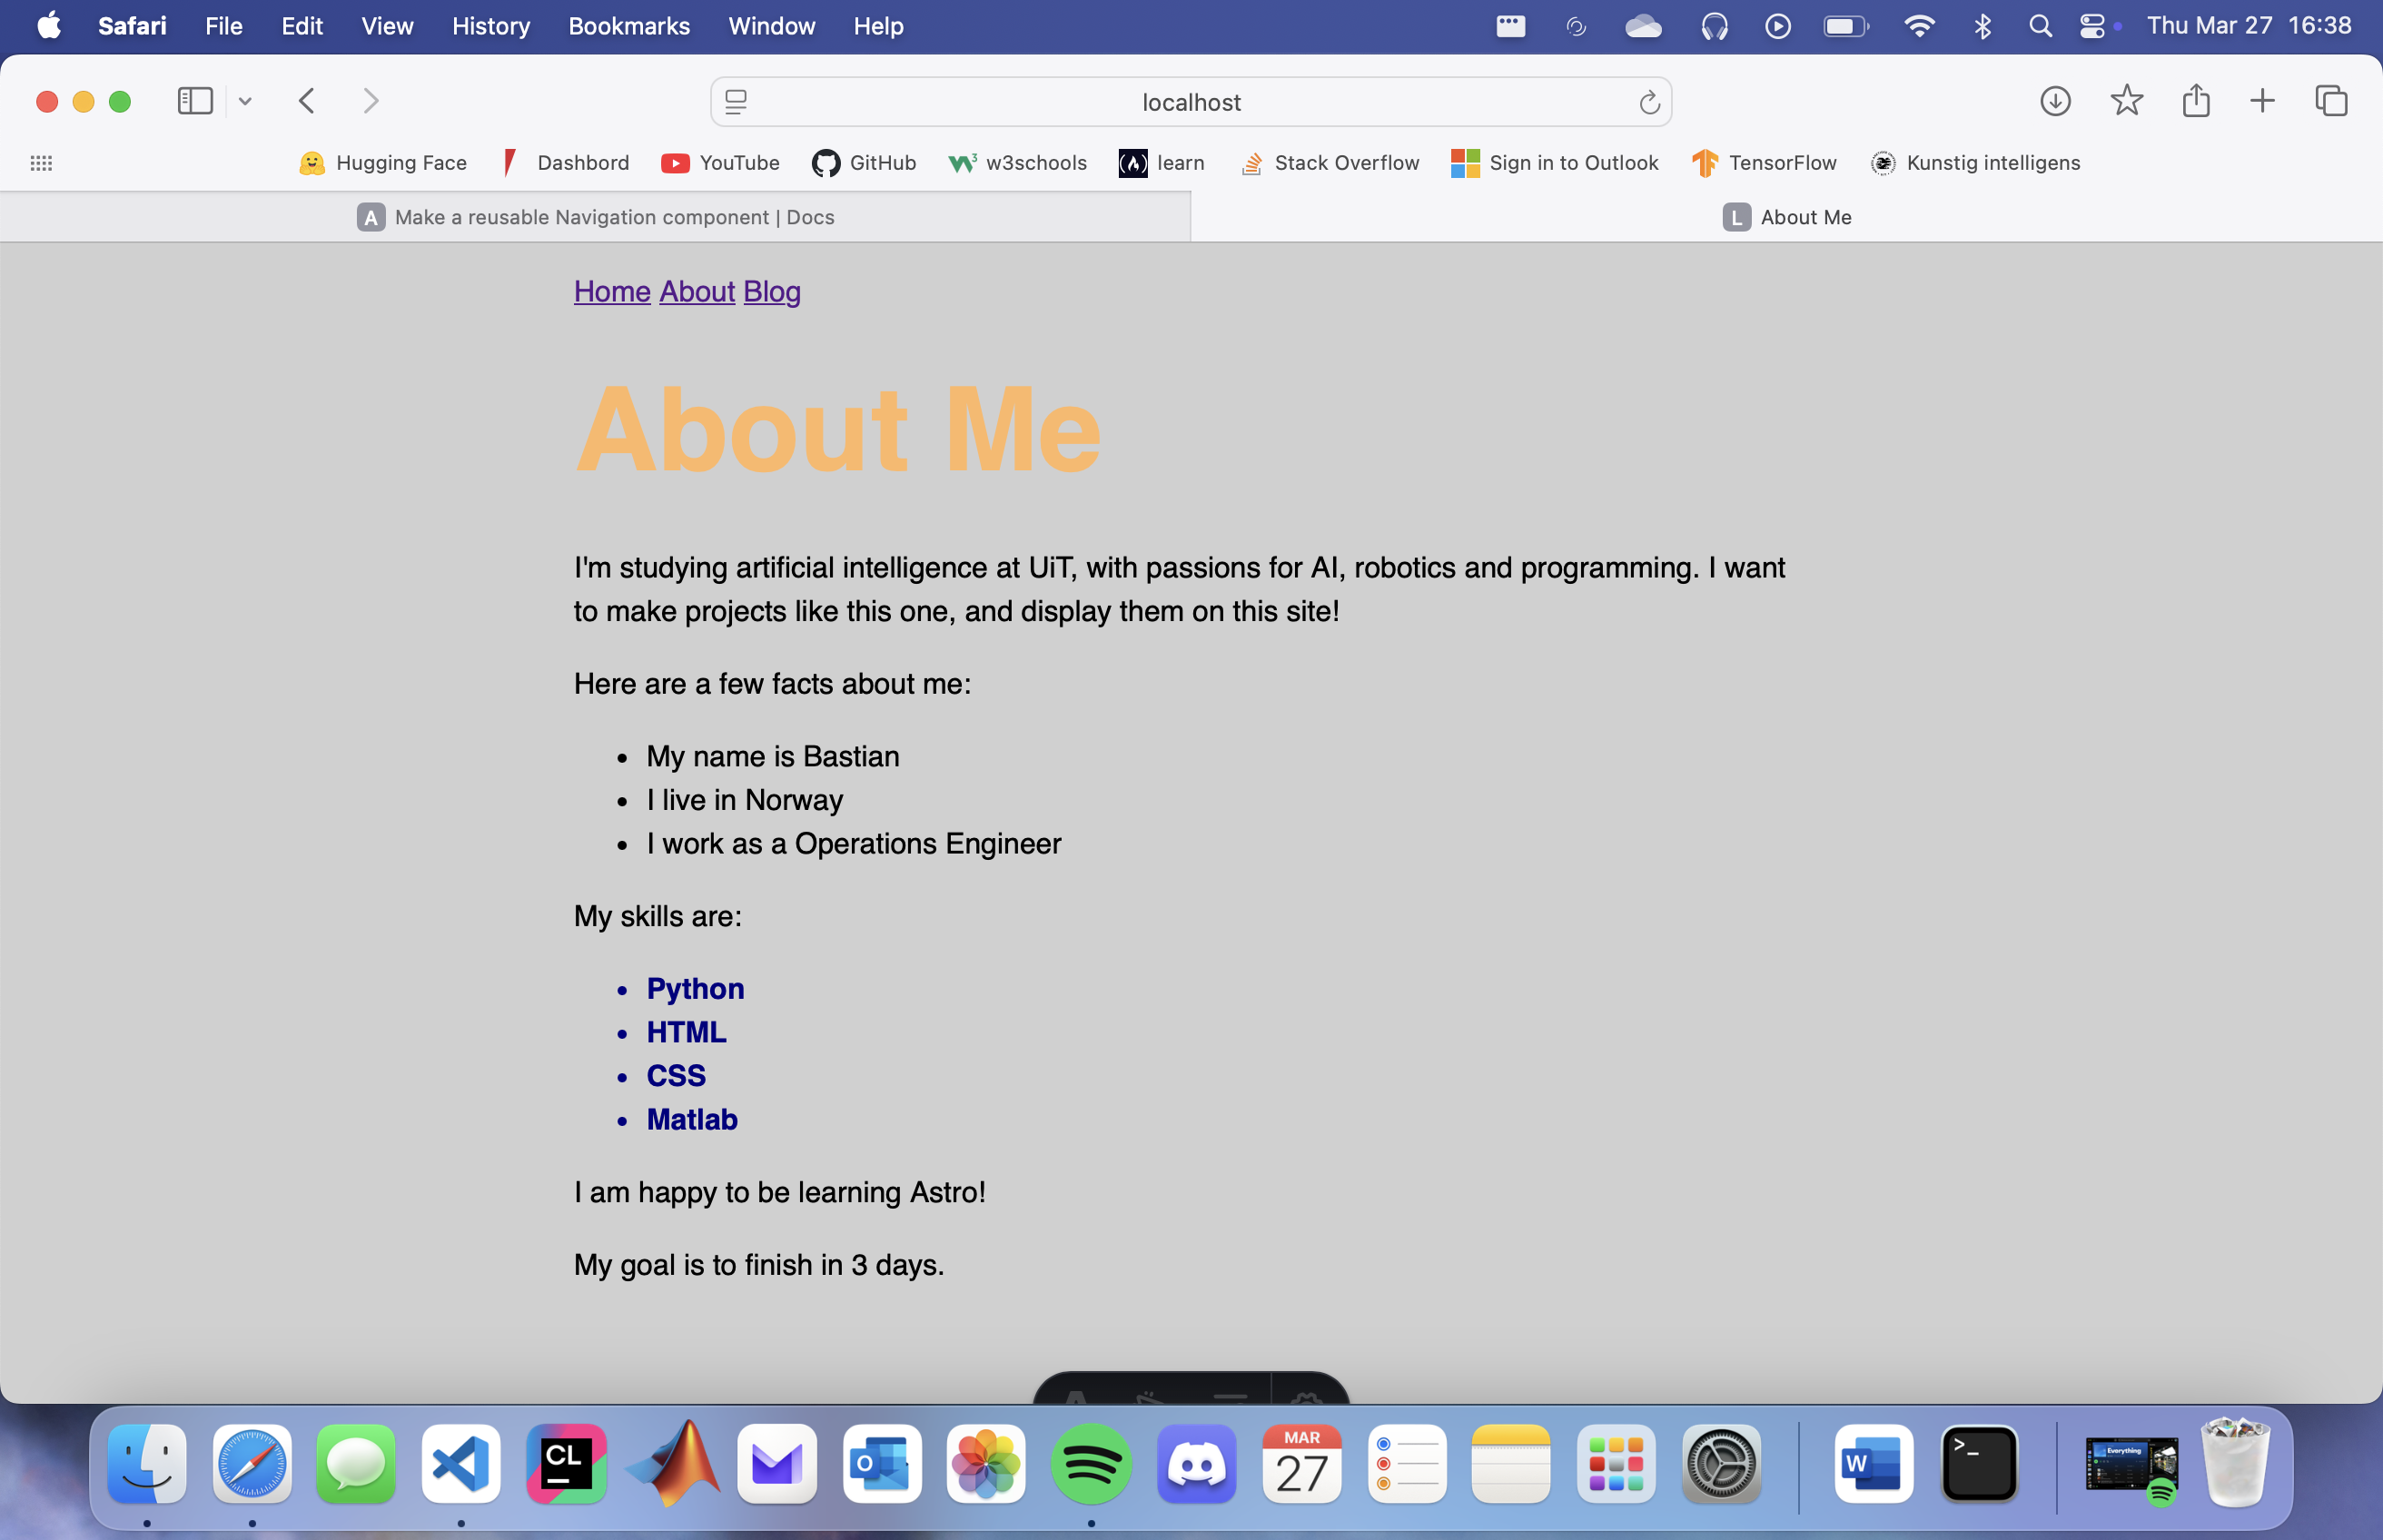 Safari File Edit View History Bookmarks Window Help Thu Mar 27 16:38
localhost
Hugging Face Dashbord YouTube GitHub w3schools learn Stack Overflow Sign in to Outlook TensorFlow Kunstig intelligens
A Make a reusable Navigation component | Docs L About Me
Home About Blog
About Me
I'm studying artificial intelligence at UiT, with passions for AI, robotics and programming. I want
to make projects like this one, and display them on this site!
Here are a few facts about me:
• My name is Bastian
• I live in Norway
• I work as a Operations Engineer
My skills are:
• Python
• HTML
• CSS
• Matlab
I am happy to be learning Astro!
My goal is to finish in 3 days.
CL
O
MAR
27
W
>_
Everything